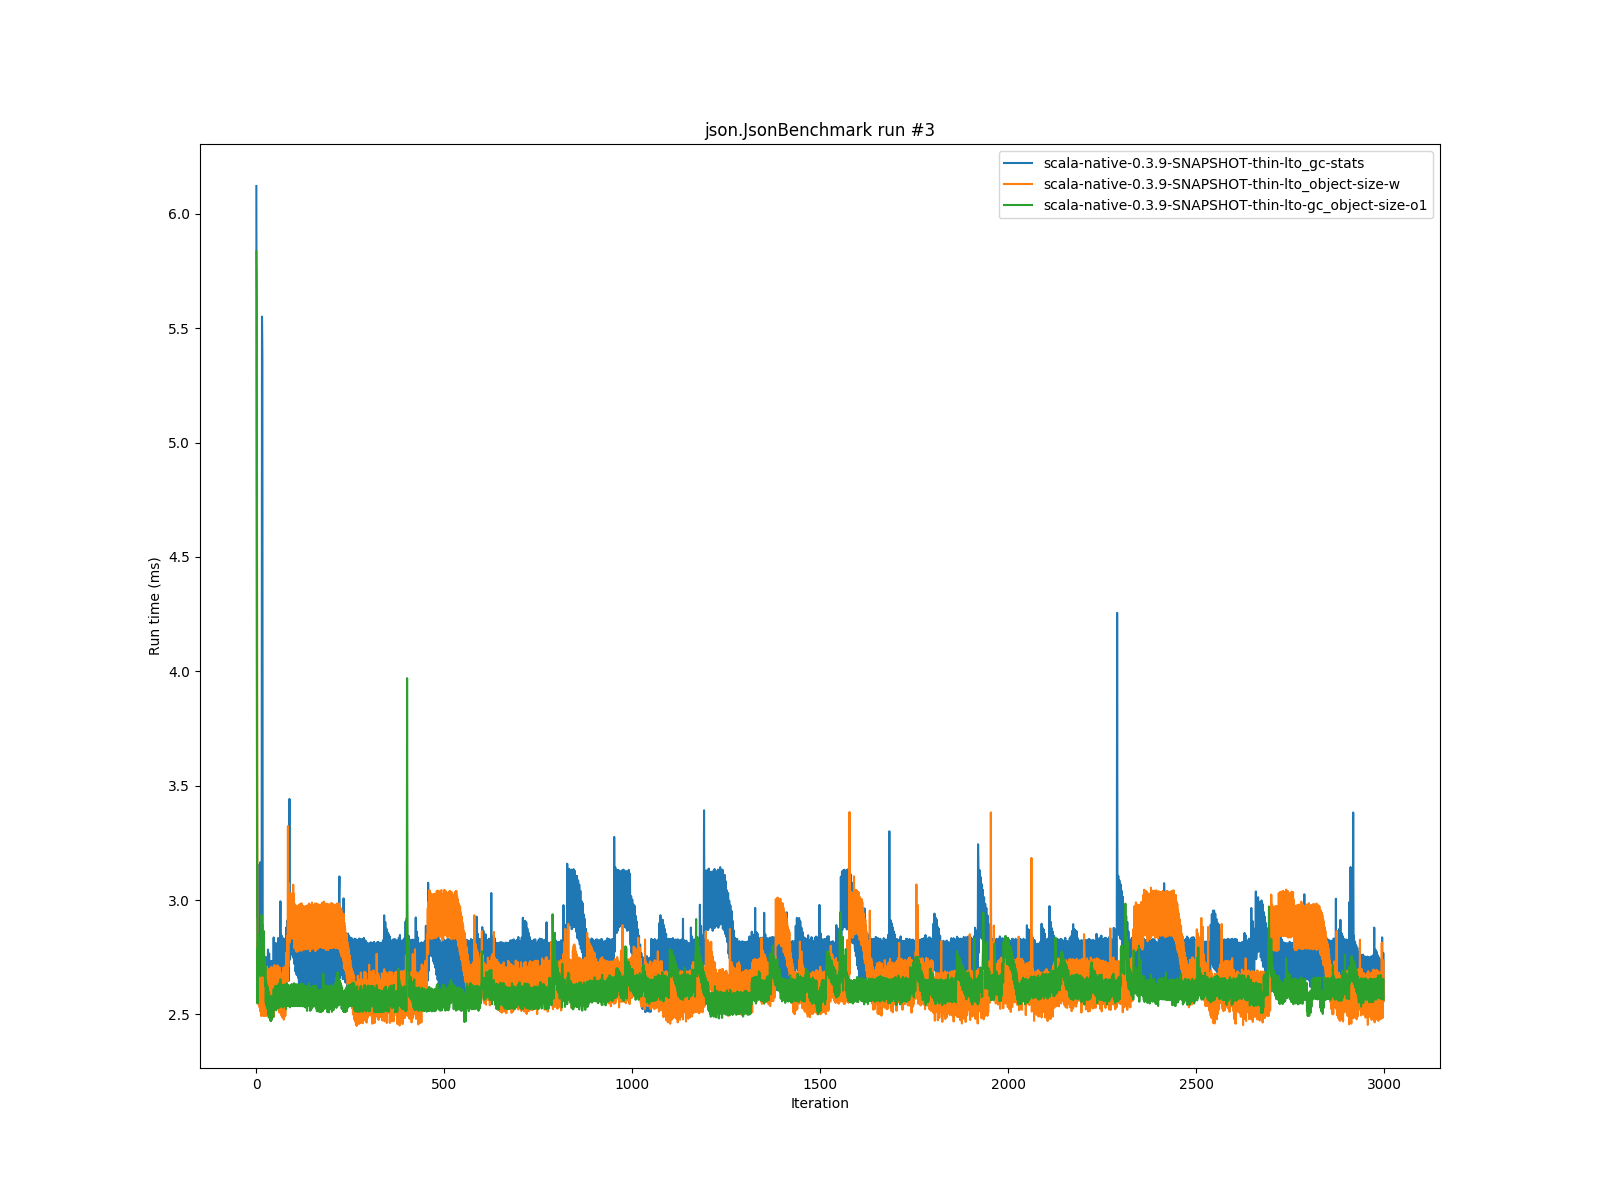 json.JsonBenchmark run #3
scala-native-0.3.9-SNAPSHOT-thin-lto_gc-stats
scala-native-0.3.9-SNAPSHOT-thin-lto_object-size-w
scala-native-0.3.9-SNAPSHOT-thin-lto-gc_object-size-o1
6.0
5.5
5.0
4.5
4.0
3.5
3.0
2.5
Run time (ms)
0
500
1000
1500
2000
2500
3000
Iteration